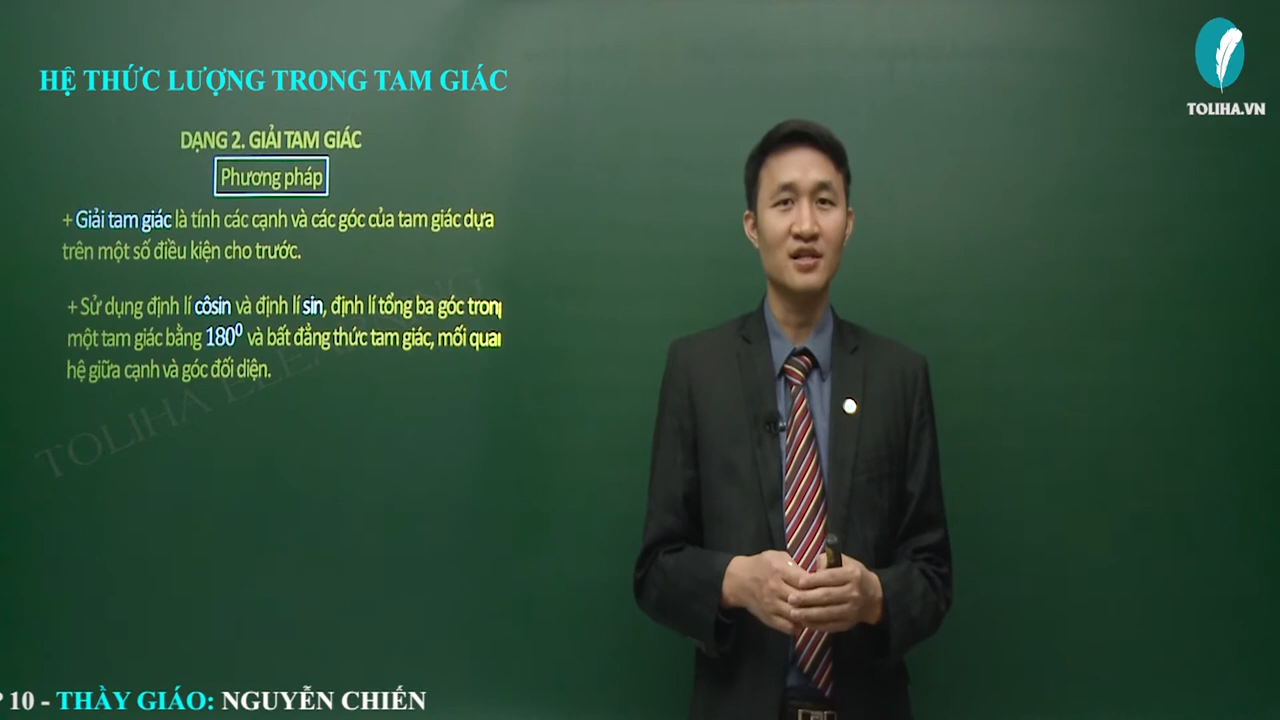 HỆ THỨC LƯỢNG TRONG TAM GIÁC
TOLIHA.VN
DẠNG 2. GIẢI TAM GIÁC
Phương pháp
+ Giải tam giác là tính các cạnh và các góc của tam giác dựa
trên một số điều kiện cho trước.
+ Sử dụng định lí côsin và định lí sin, định lí tổng ba góc tron
một tam giác bằng 180⁰ và bất đẳng thức tam giác, mối quan
hệ giữa cạnh và góc đối diện.
TOLIHA ELEARNING
P 10 - THẦY GIÁO: NGUYỄN CHIẾN